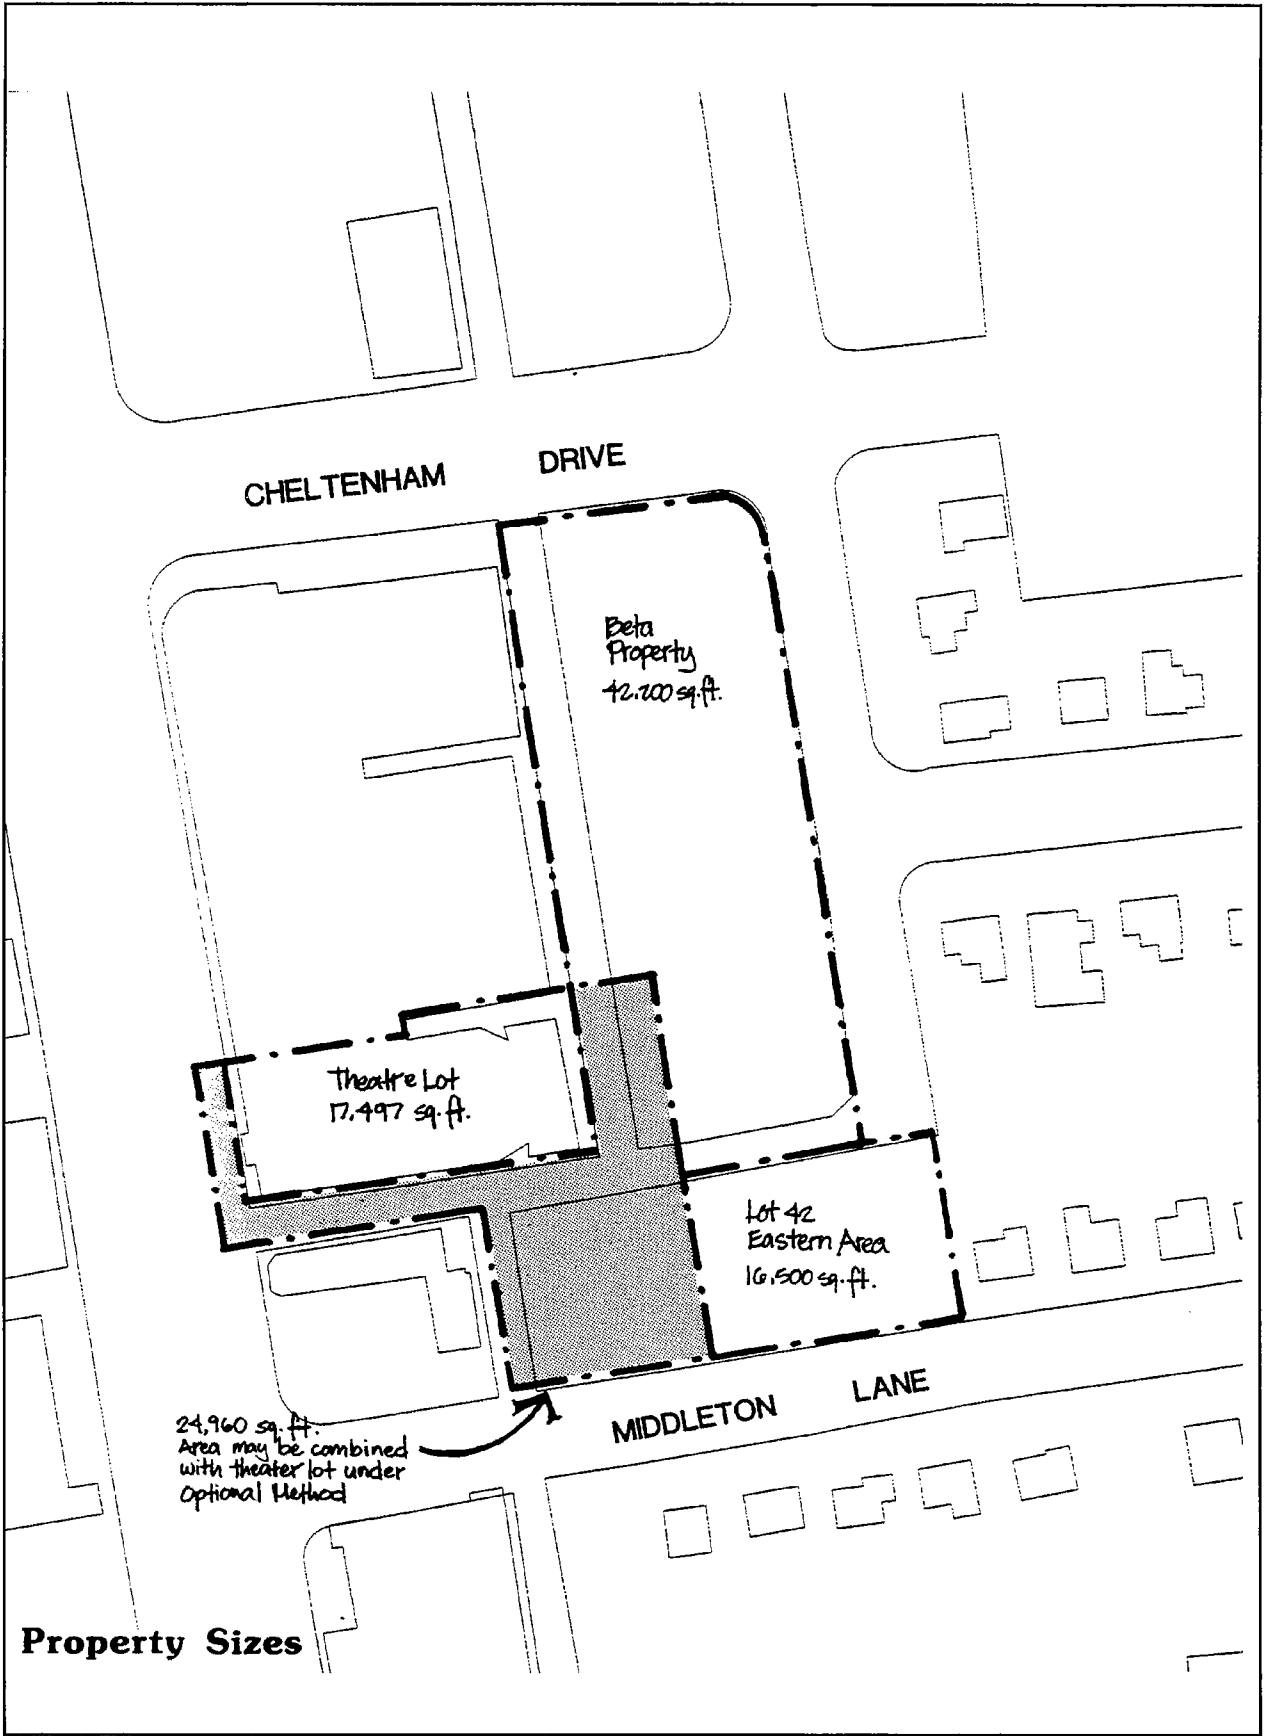 CHELTENHAM DRIVE
Beta
Property
42,200 sq.ft.
Theatre Lot
17,497 sq.ft.
Lot 42
Eastern Area
16,500 sq.ft.
MIDDLETON LANE
24,960 sq.ft.
Area may be combined
with theater lot under
Optional Method
Property Sizes